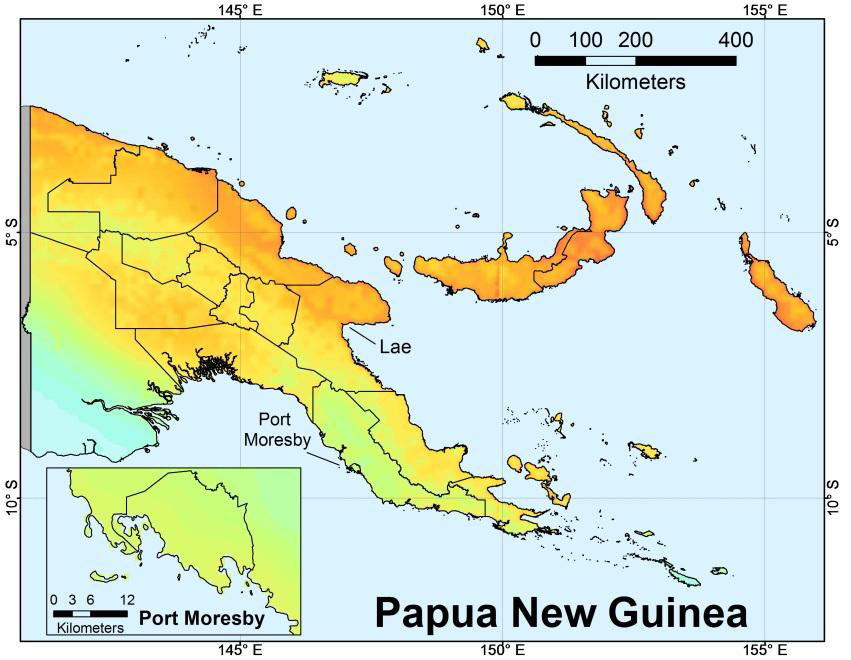 145° E 150° E 155° E
0 100 200 400
Kilometers
5° S 5° S
Lae
Port
Moresby
10° S 10° S
0 3 6 12
Kilometers
Port Moresby
Papua New Guinea
145° E 150° E 155° E